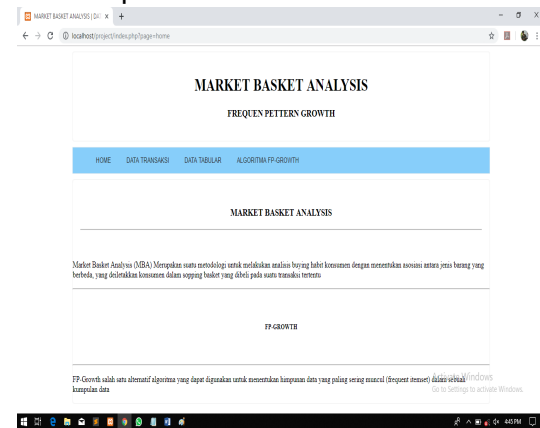 MARKET BASKET ANALYSIS | DAT
localhost/project/index.php?page=home
MARKET BASKET ANALYSIS
FREQUEN PETTERN GROWTH
HOME DATA TRANSAKSI DATA TABULAR ALGORITMA FP-GROWTH
MARKET BASKET ANALYSIS
Market Basket Analysis (MBA) Merupakan suatu metodologi untuk melakukan analisis buying habit konsumen dengan menentukan asosiasi antara jenis barang yang
berbeda, yang deiletakkan konsumen dalam sopping basket yang dibeli pada suatu transaksi tertentu
FP-GROWTH
FP-Growth salah satu alternatif algoritma yang dapat digunakan untuk menentukan himpunan data yang paling sering muncul (frequent itemset) dalam sebuah
kumpulan data
Activate Windows
Go to Settings to activate Windows.
4:45 PM